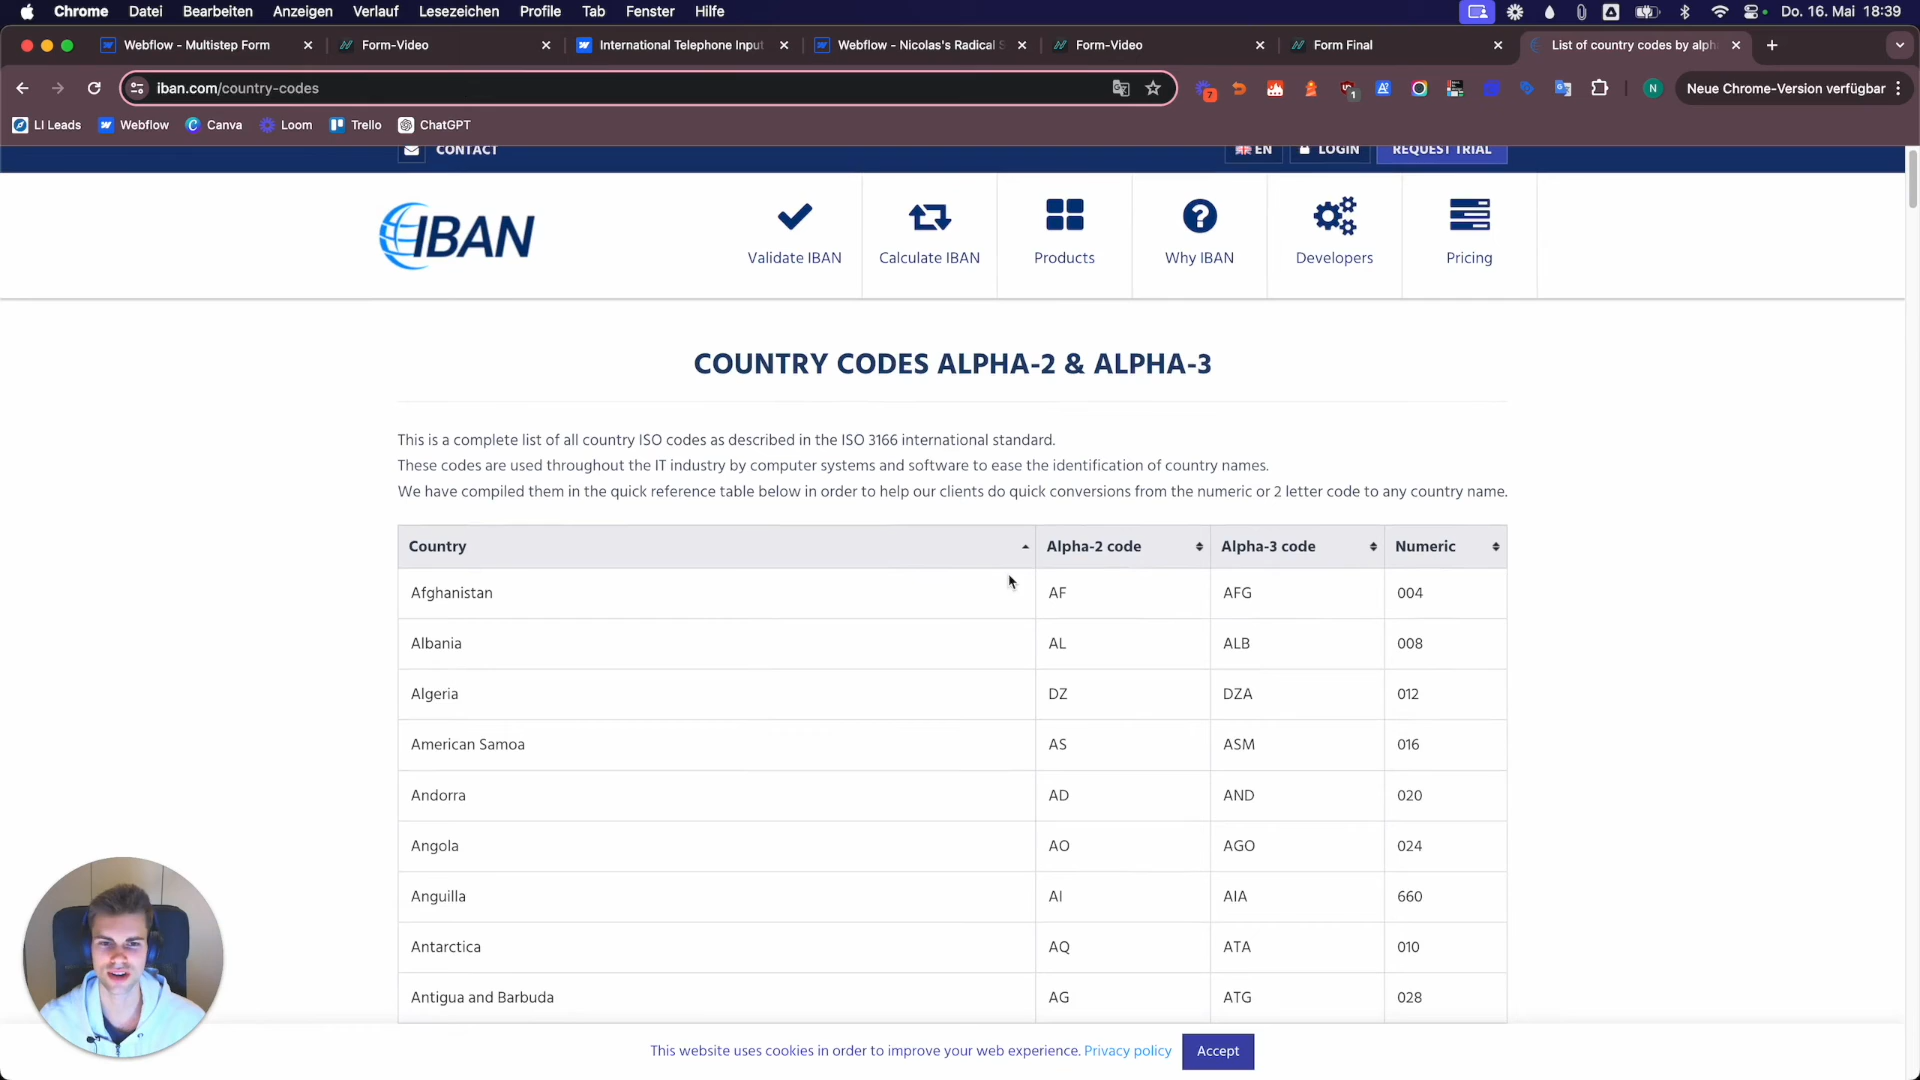 Chrome Datei Bearbeiten Anzeigen Verlauf Lesezeichen Profile Tab Fenster Hilfe Do. 16. Mai 18:39
Webflow - Multistep Form Form-Video International Telephone Input Webflow - Nicolas's Radical S Form-Video Form Final List of country codes by alph
iban.com/country-codes 7 1 N Neue Chrome-Version verfügbar
LI Leads Webflow Canva Loom Trello ChatGPT
CONTACT EN LOGIN REQUEST TRIAL
IBAN
Validate IBAN Calculate IBAN Products Why IBAN Developers Pricing
COUNTRY CODES ALPHA-2 & ALPHA-3
This is a complete list of all country ISO codes as described in the ISO 3166 international standard.
These codes are used throughout the IT industry by computer systems and software to ease the identification of country names.
We have compiled them in the quick reference table below in order to help our clients do quick conversions from the numeric or 2 letter code to any country name.
Country Alpha-2 code Alpha-3 code Numeric
Afghanistan AF AFG 004
Albania AL ALB 008
Algeria DZ DZA 012
American Samoa AS ASM 016
Andorra AD AND 020
Angola AO AGO 024
Anguilla AI AIA 660
Antarctica AQ ATA 010
Antigua and Barbuda AG ATG 028
This website uses cookies in order to improve your web experience. Privacy policy Accept